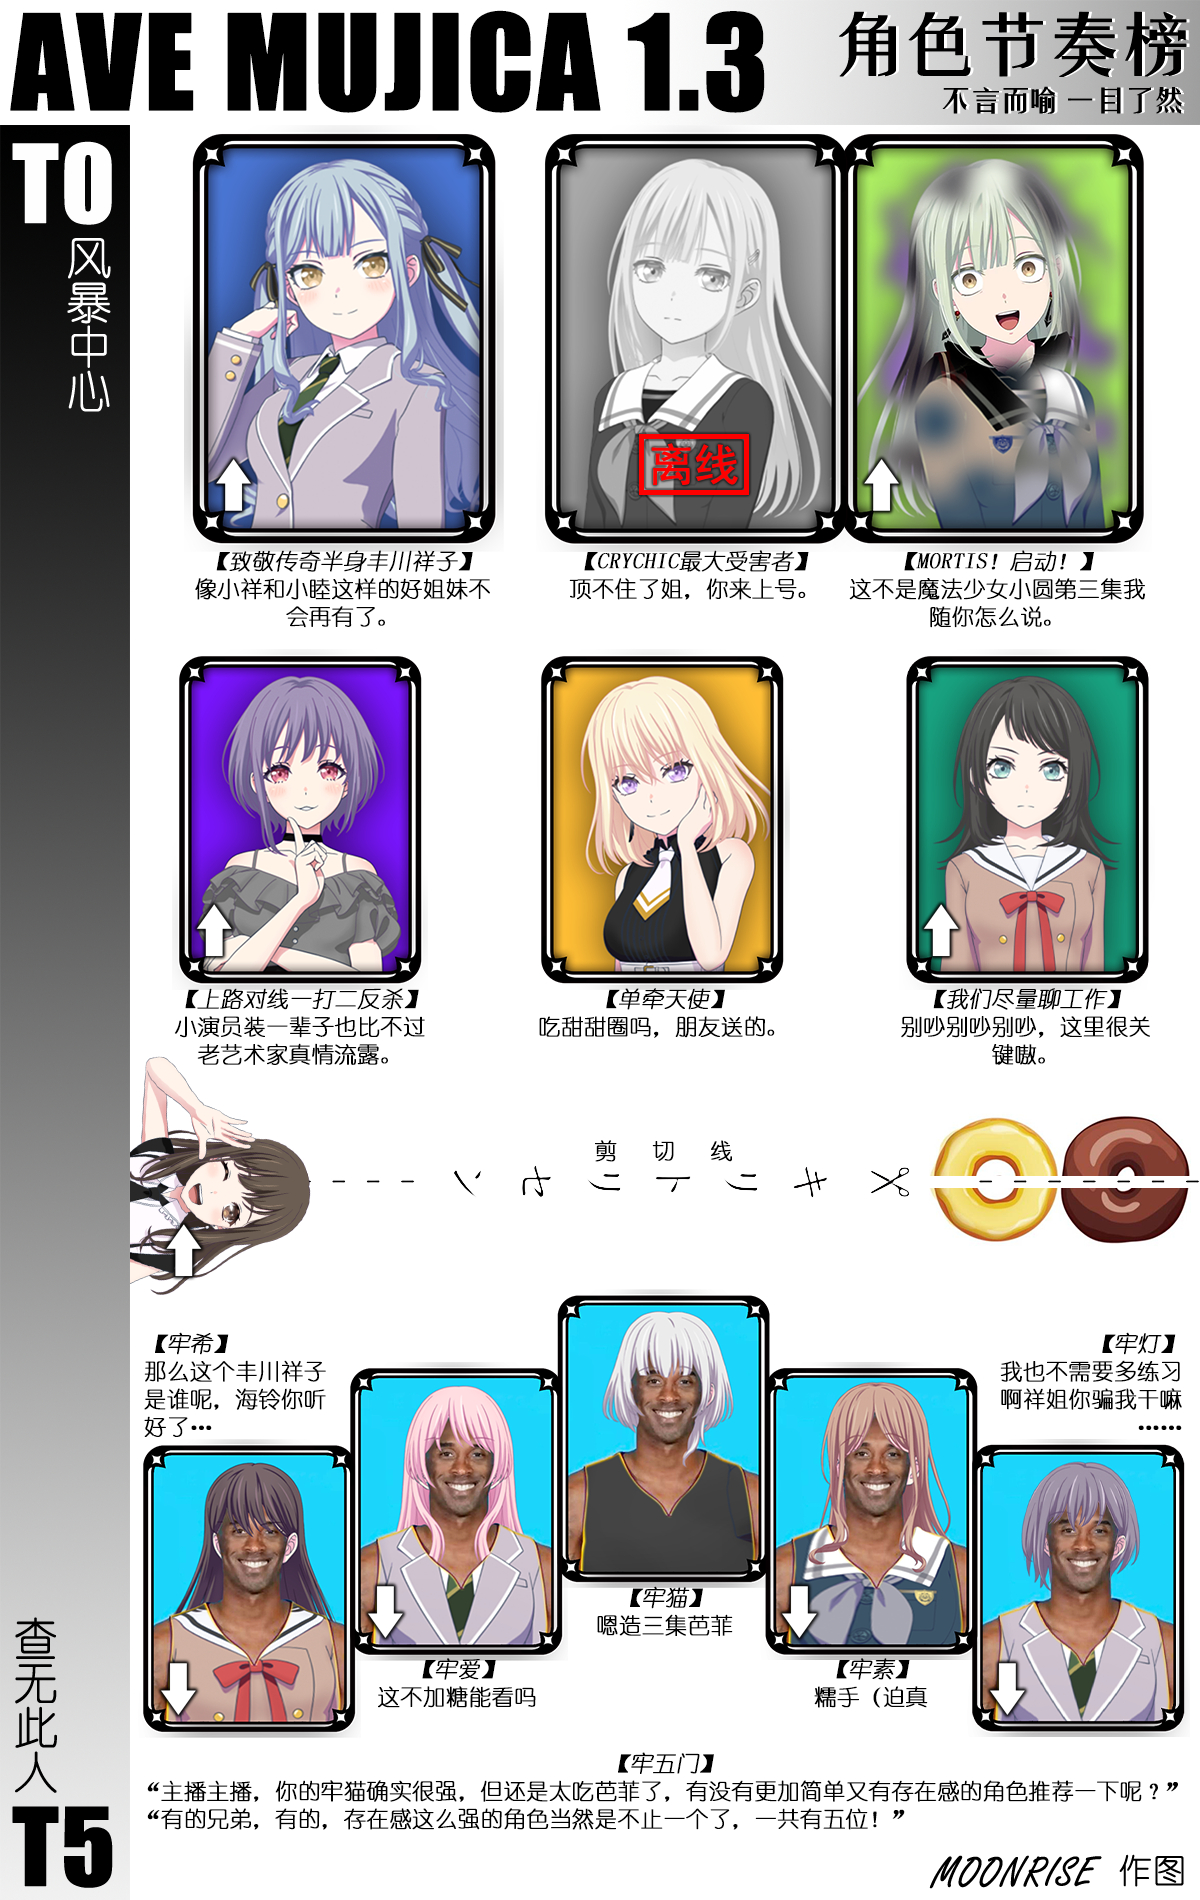 AVE MUJICA 1.3
角色节奏榜
不言而喻 一目了然
T0
风暴中心
离线
【致敬传奇半身丰川祥子】
像小祥和小睦这样的好姐妹不
会再有了。
【CRYCHIC最大受害者】
顶不住了姐，你来上号。
【MORTIS！启动！】
这不是魔法少女小圆第三集我
随你怎么说。
【上路对线一打二反杀】
小演员装一辈子也比不过
老艺术家真情流露。
【单牵天使】
吃甜甜圈吗，朋友送的。
【我们尽量聊工作】
别吵别吵别吵，这里很关
键嗷。
剪 切 线
キリトリセン
【牢希】
那么这个丰川祥子
是谁呢，海铃你听
好了…
【牢灯】
我也不需要多练习
啊祥姐你骗我干嘛
……
【牢猫】
嗯造三集芭菲
【牢爱】
这不加糖能看吗
【牢素】
糯手（迫真
【牢五门】
“主播主播，你的牢猫确实很强，但还是太吃芭菲了，有没有更加简单又有存在感的角色推荐一下呢？”
“有的兄弟，有的，存在感这么强的角色当然是不止一个了，一共有五位！”
查无此人
T5
MOONRISE 作图